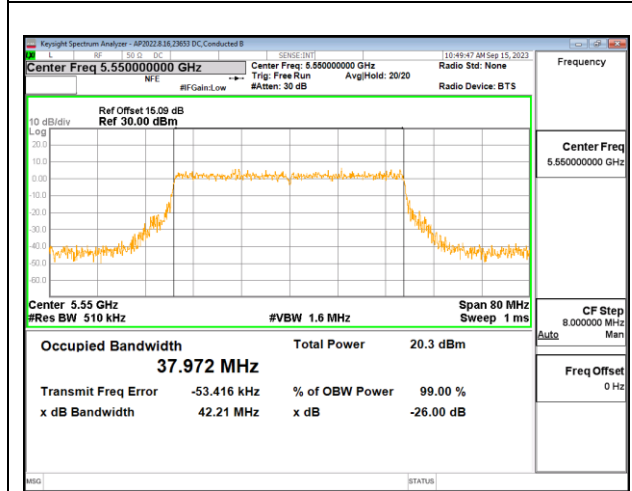 Keysight Spectrum Analyzer - AP2022.8.16,23653 DC,Conducted B
L RF 50 Ω DC SENSE:INT 10:49:47 AM Sep 15, 2023
Center Freq 5.550000000 GHz Center Freq: 5.550000000 GHz Radio Std: None Frequency
NFE Trig: Free Run Avg|Hold: 20/20
#IFGain:Low #Atten: 30 dB Radio Device: BTS
Ref Offset 15.09 dB
10 dB/div Ref 30.00 dBm
Log
20.0
10.0
0.00
-10.0
-20.0
-30.0
-40.0
-50.0
-60.0
Center Freq
5.550000000 GHz
Center 5.55 GHz Span 80 MHz
#Res BW 510 kHz #VBW 1.6 MHz Sweep 1 ms
CF Step
8.000000 MHz
Auto Man
Occupied Bandwidth Total Power 20.3 dBm
37.972 MHz
Freq Offset
0 Hz
Transmit Freq Error -53.416 kHz % of OBW Power 99.00 %
x dB Bandwidth 42.21 MHz x dB -26.00 dB
MSG STATUS